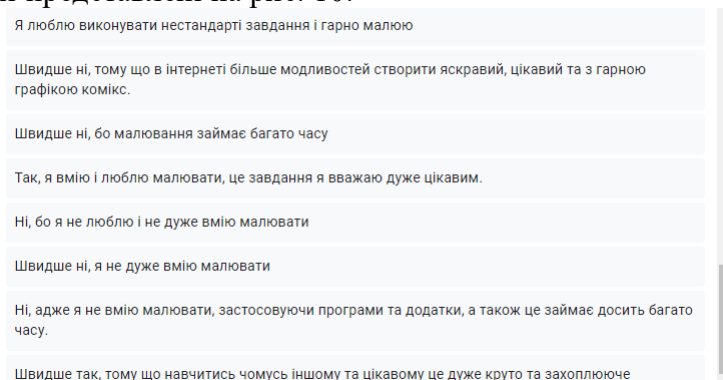 Я люблю виконувати нестандарті завдання і гарно малюю
Швидше ні, тому що в інтернеті більше модливостей створити яскравий, цікавий та з гарною
графікою комікс.
Швидше ні, бо малювання займає багато часу
Так, я вмію і люблю малювати, це завдання я вважаю дуже цікавим.
Ні, бо я не люблю і не дуже вмію малювати
Швидше ні, я не дуже вмію малювати
Ні, адже я не вмію малювати, застосовуючи програми та додатки, а також це займає досить багато
часу.
Швидше так, тому що навчитись чомусь іншому та цікавому це дуже круто та захоплююче